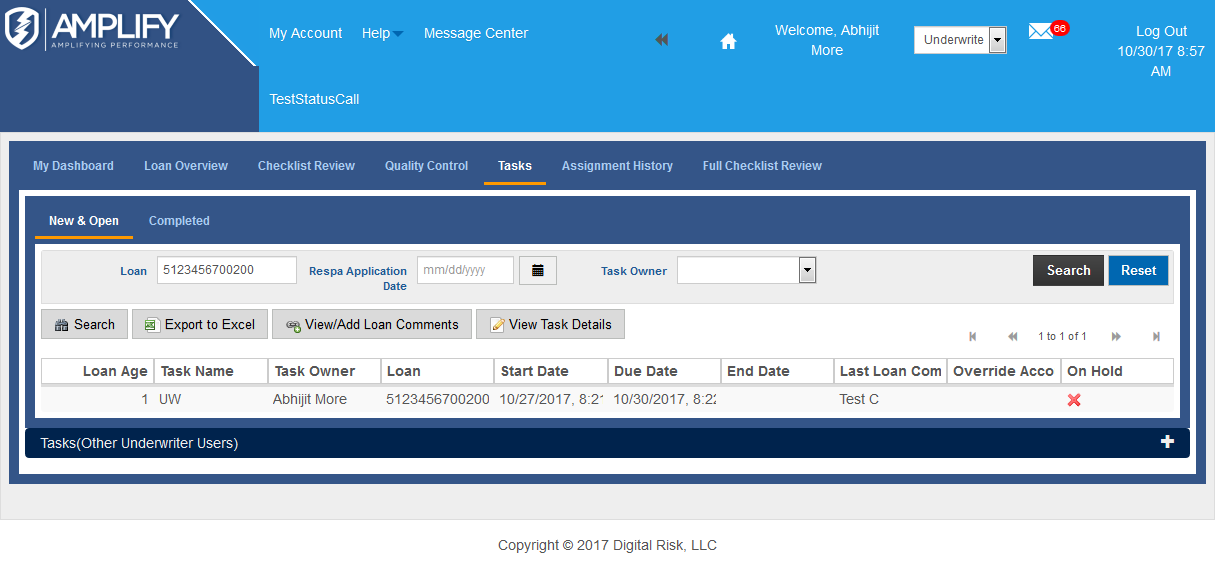 AMPLIFY
AMPLIFYING PERFORMANCE
My Account Help Message Center
Welcome, Abhijit More
Underwrite
66
Log Out
10/30/17 8:57 AM
TestStatusCall
My Dashboard Loan Overview Checklist Review Quality Control Tasks Assignment History Full Checklist Review
New & Open Completed
Loan 5123456700200 Respa Application Date mm/dd/yyyy Task Owner Search Reset
Search Export to Excel View/Add Loan Comments View Task Details
1 to 1 of 1
Loan Age Task Name Task Owner Loan Start Date Due Date End Date Last Loan Com Override Acco On Hold
1 UW Abhijit More 5123456700200 10/27/2017, 8:21 10/30/2017, 8:22 Test C
Tasks(Other Underwriter Users)
Copyright © 2017 Digital Risk, LLC